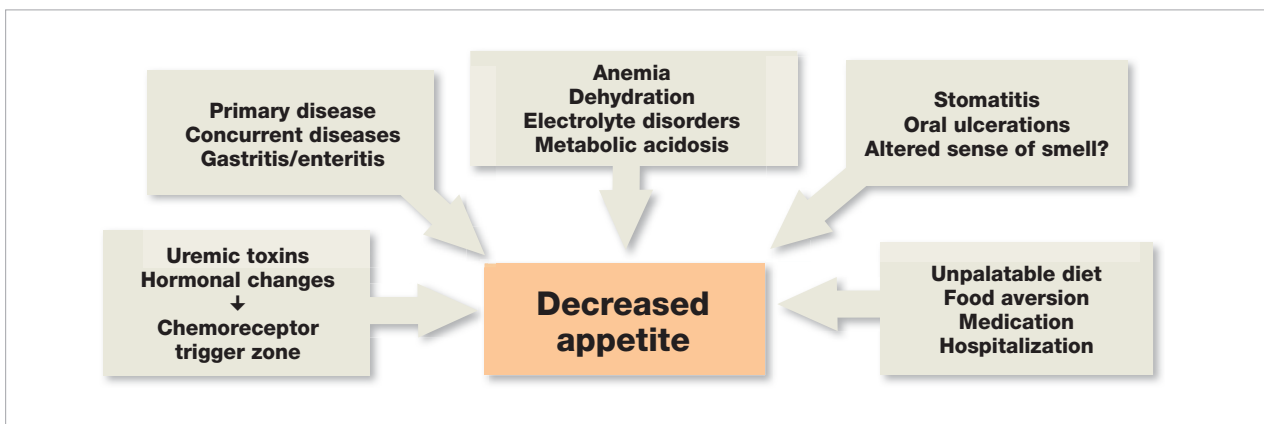 Primary disease
Concurrent diseases
Gastritis/enteritis
Anemia
Dehydration
Electrolyte disorders
Metabolic acidosis
Stomatitis
Oral ulcerations
Altered sense of smell?
Uremic toxins
Hormonal changes
Chemoreceptor
trigger zone
Decreased
appetite
Unpalatable diet
Food aversion
Medication
Hospitalization